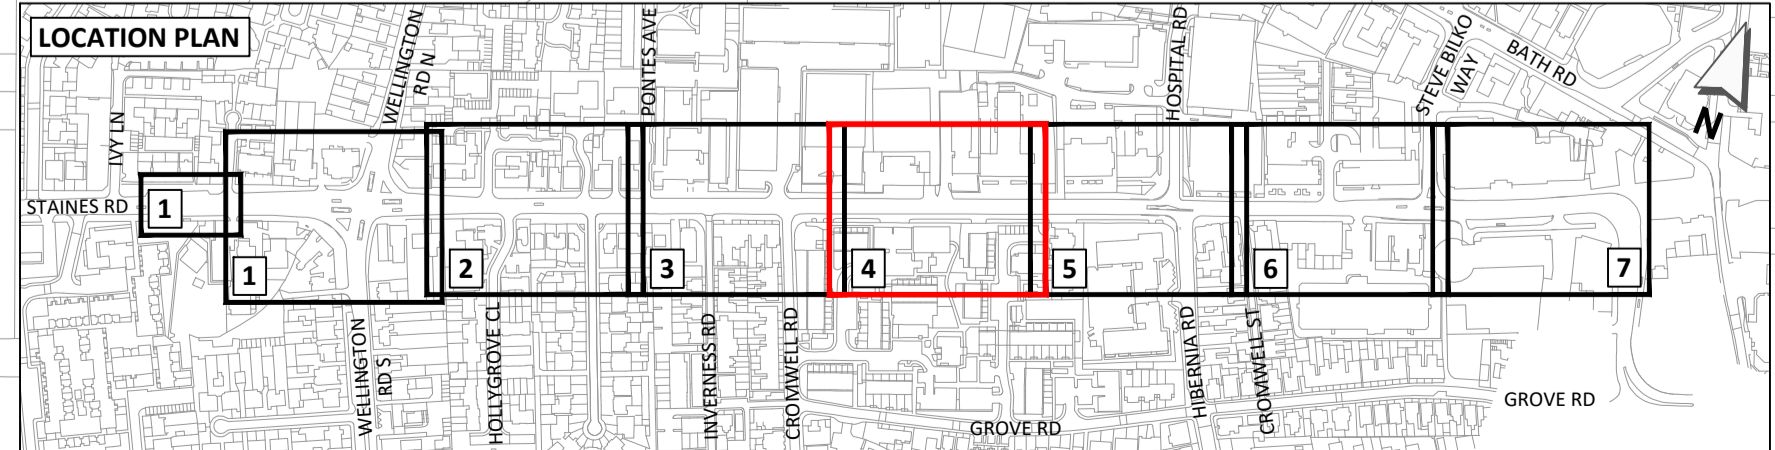 LOCATION PLAN
IVY LN
WELLINGTON
RD N
PONTES AVE
HOSPITAL RD
STEVE BILKO
WAY
BATH RD
N
STAINES RD
1
1
2
3
4
5
6
7
WELLINGTON
RD S
HOLLYGROVE CL
INVERNESS RD
CROMWELL RD
HIBERNIA RD
CROMWELL ST
GROVE RD
GROVE RD